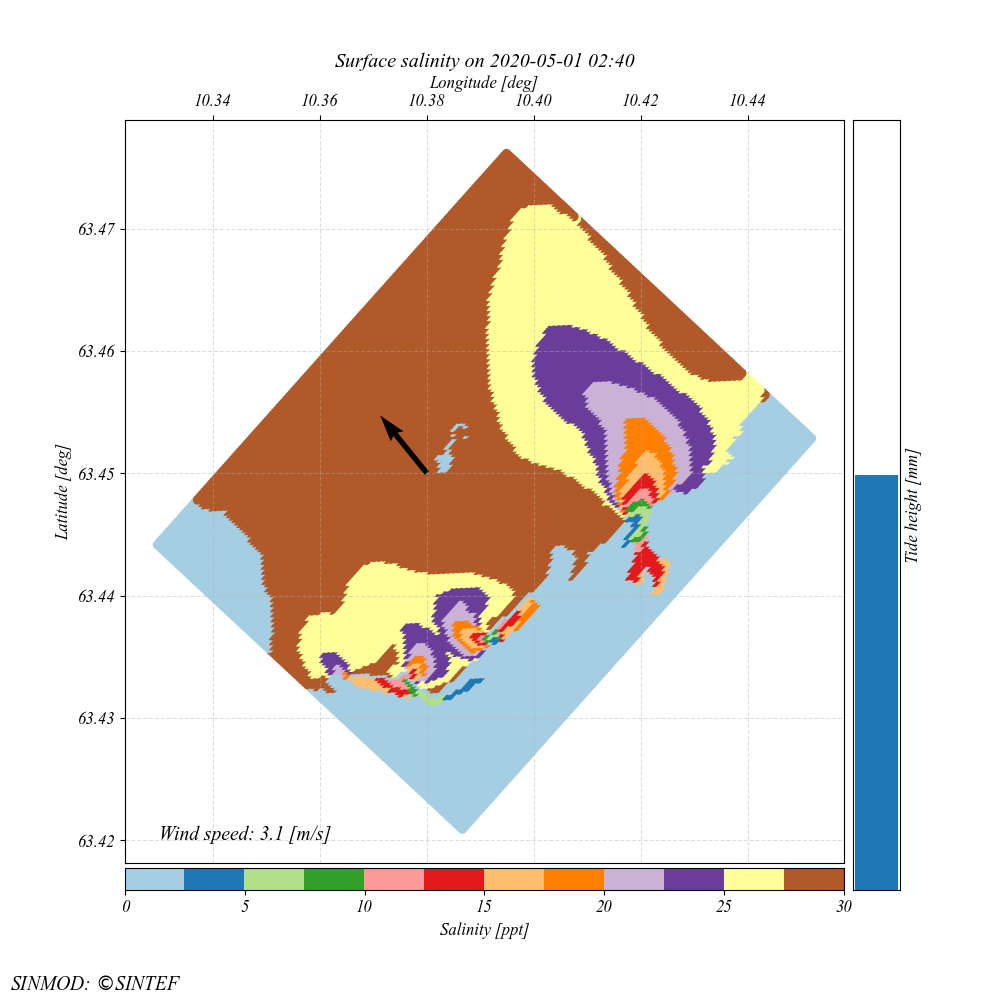 Surface salinity on 2020-05-01 02:40
Longitude [deg]
10.34 10.36 10.38 10.40 10.42 10.44
63.47
63.46
63.45
63.44
63.43
63.42
Latitude [deg]
Tide height [mm]
Wind speed: 3.1 [m/s]
0 5 10 15 20 25 30
Salinity [ppt]
SINMOD: ©SINTEF